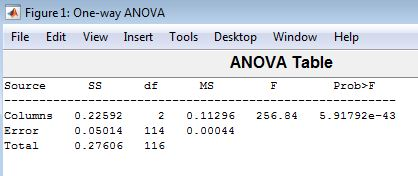 Figure 1: One-way ANOVA
File Edit View Insert Tools Desktop Window Help
ANOVA Table
Source SS df MS F Prob>F
Columns 0.22592 2 0.11296 256.84 5.91792e-43
Error 0.05014 114 0.00044
Total 0.27606 116